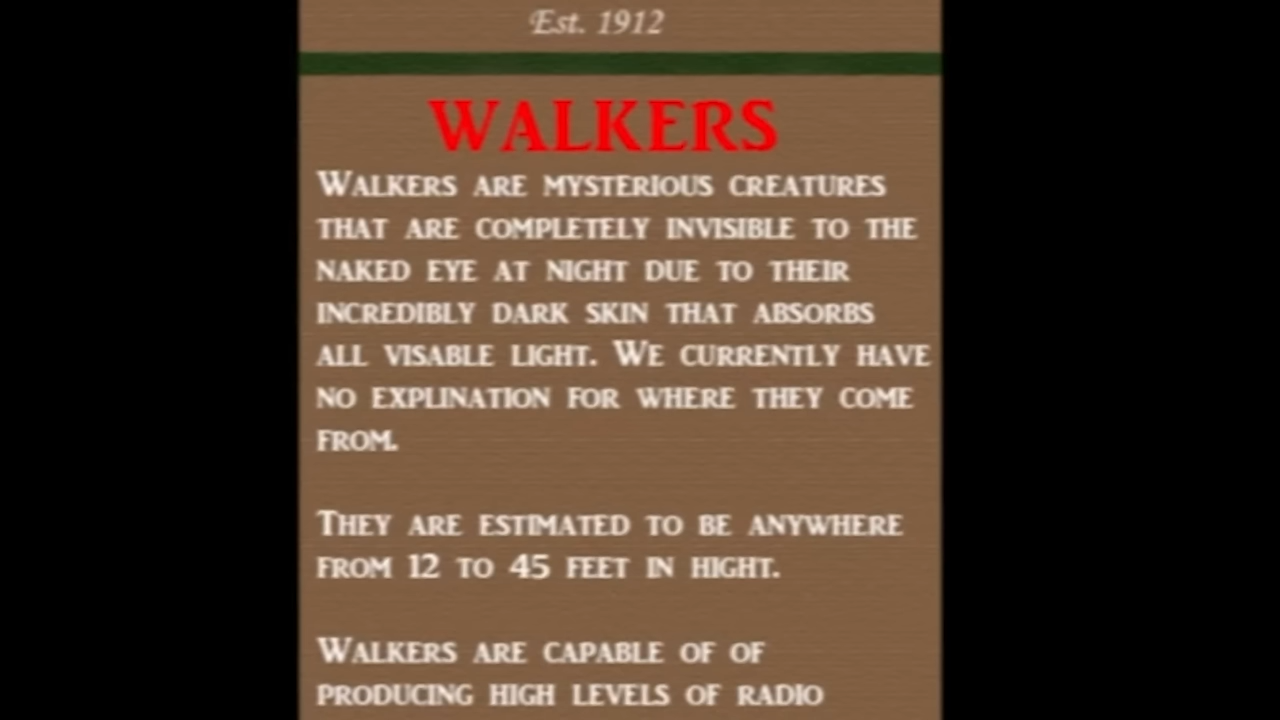 Est. 1912
WALKERS
WALKERS ARE MYSTERIOUS CREATURES
THAT ARE COMPLETELY INVISIBLE TO THE
NAKED EYE AT NIGHT DUE TO THEIR
INCREDIBLY DARK SKIN THAT ABSORBS
ALL VISABLE LIGHT. WE CURRENTLY HAVE
NO EXPLINATION FOR WHERE THEY COME
FROM.
THEY ARE ESTIMATED TO BE ANYWHERE
FROM 12 TO 45 FEET IN HIGHT.
WALKERS ARE CAPABLE OF OF
PRODUCING HIGH LEVELS OF RADIO